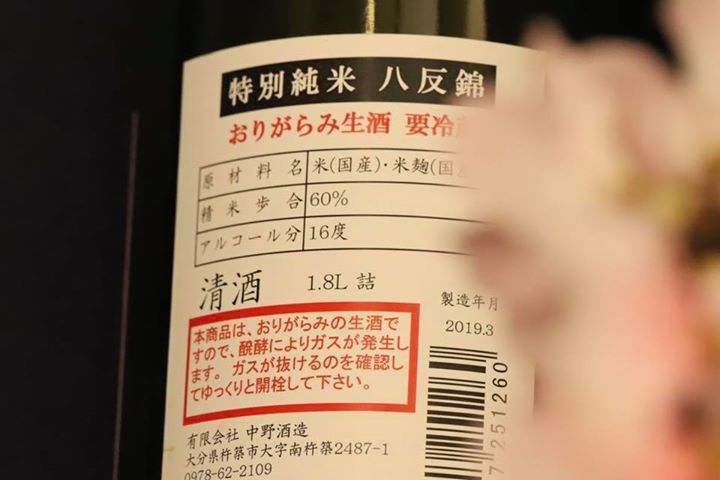 特別純米 八反錦
おりがらみ生酒 要冷
原材料名 米(国産)・米麹(国
精米歩合 60%
アルコール分 16度
清酒 1.8L 詰
製造年月
2019.3
本商品は、おりがらみの生酒で
すので、醗酵によりガスが発生し
ます。ガスが抜けるのを確認し
てゆっくりと開栓して下さい。
有限会社 中野酒造
大分県杵築市大字南杵築2487-1
0978-62-2109
7 251260